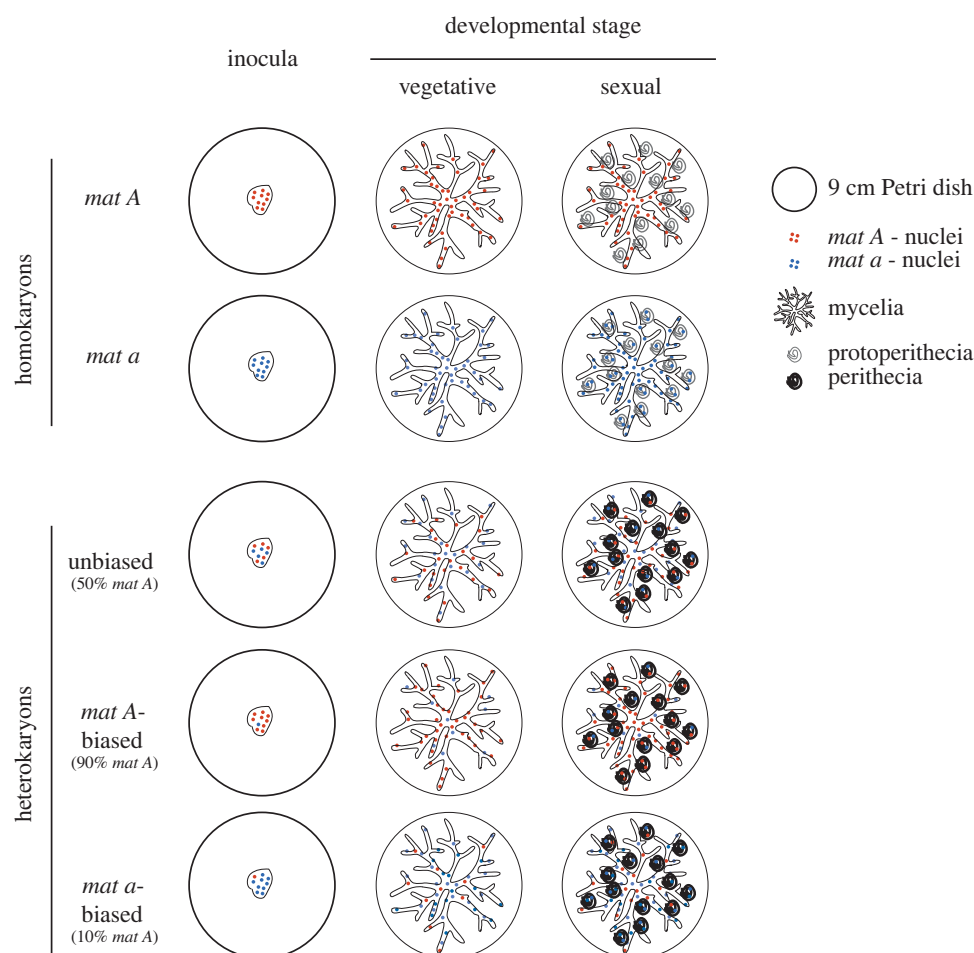 developmental stage
inocula
vegetative
sexual
homokaryons
mat A
mat a
9 cm Petri dish
mat A - nuclei
mat a - nuclei
mycelia
protoperithecia
perithecia
heterokaryons
unbiased
(50% mat A)
mat A-
biased
(90% mat A)
mat a-
biased
(10% mat A)